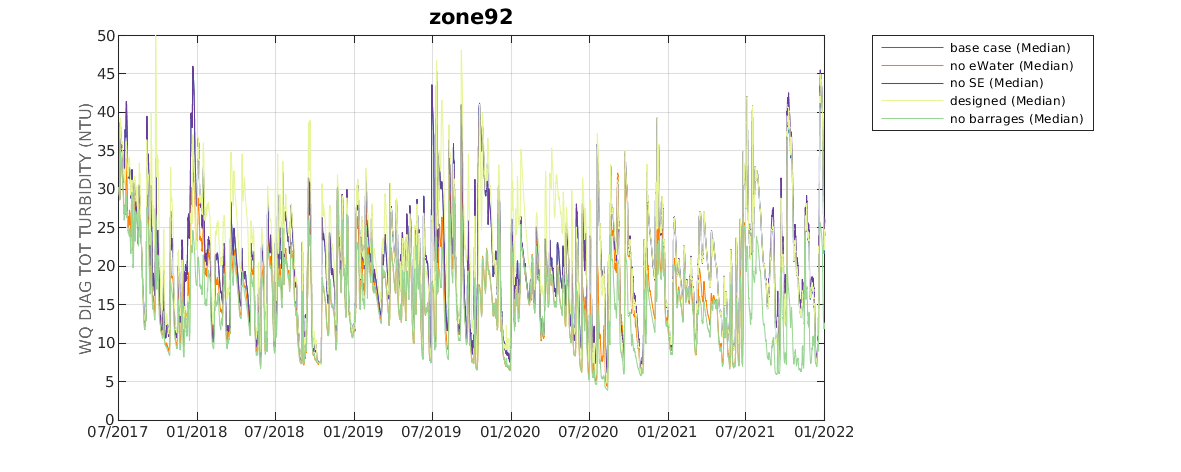 zone92
WQ DIAG TOT TURBIDITY (NTU)
50
45
40
35
30
25
20
15
10
5
0
07/2017 01/2018 07/2018 01/2019 07/2019 01/2020 07/2020 01/2021 07/2021 01/2022
base case (Median)
no eWater (Median)
no SE (Median)
designed (Median)
no barrages (Median)